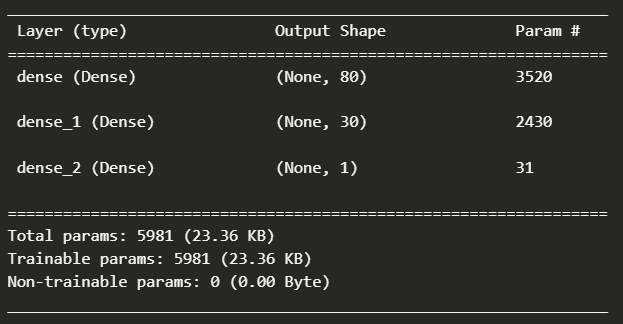 Layer (type) Output Shape Param #
=================================================================
dense (Dense) (None, 80) 3520
dense_1 (Dense) (None, 30) 2430
dense_2 (Dense) (None, 1) 31
=================================================================
Total params: 5981 (23.36 KB)
Trainable params: 5981 (23.36 KB)
Non-trainable params: 0 (0.00 Byte)